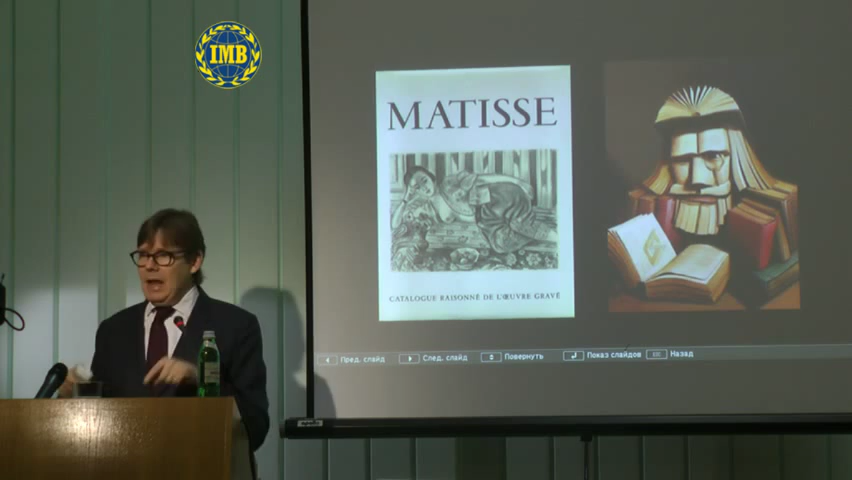 IMB
MATISSE
CATALOGUE RAISONNÉ DE L'ŒUVRE GRAVÉ
Пред. слайд След. слайд Повернуть Показ слайдов Назад